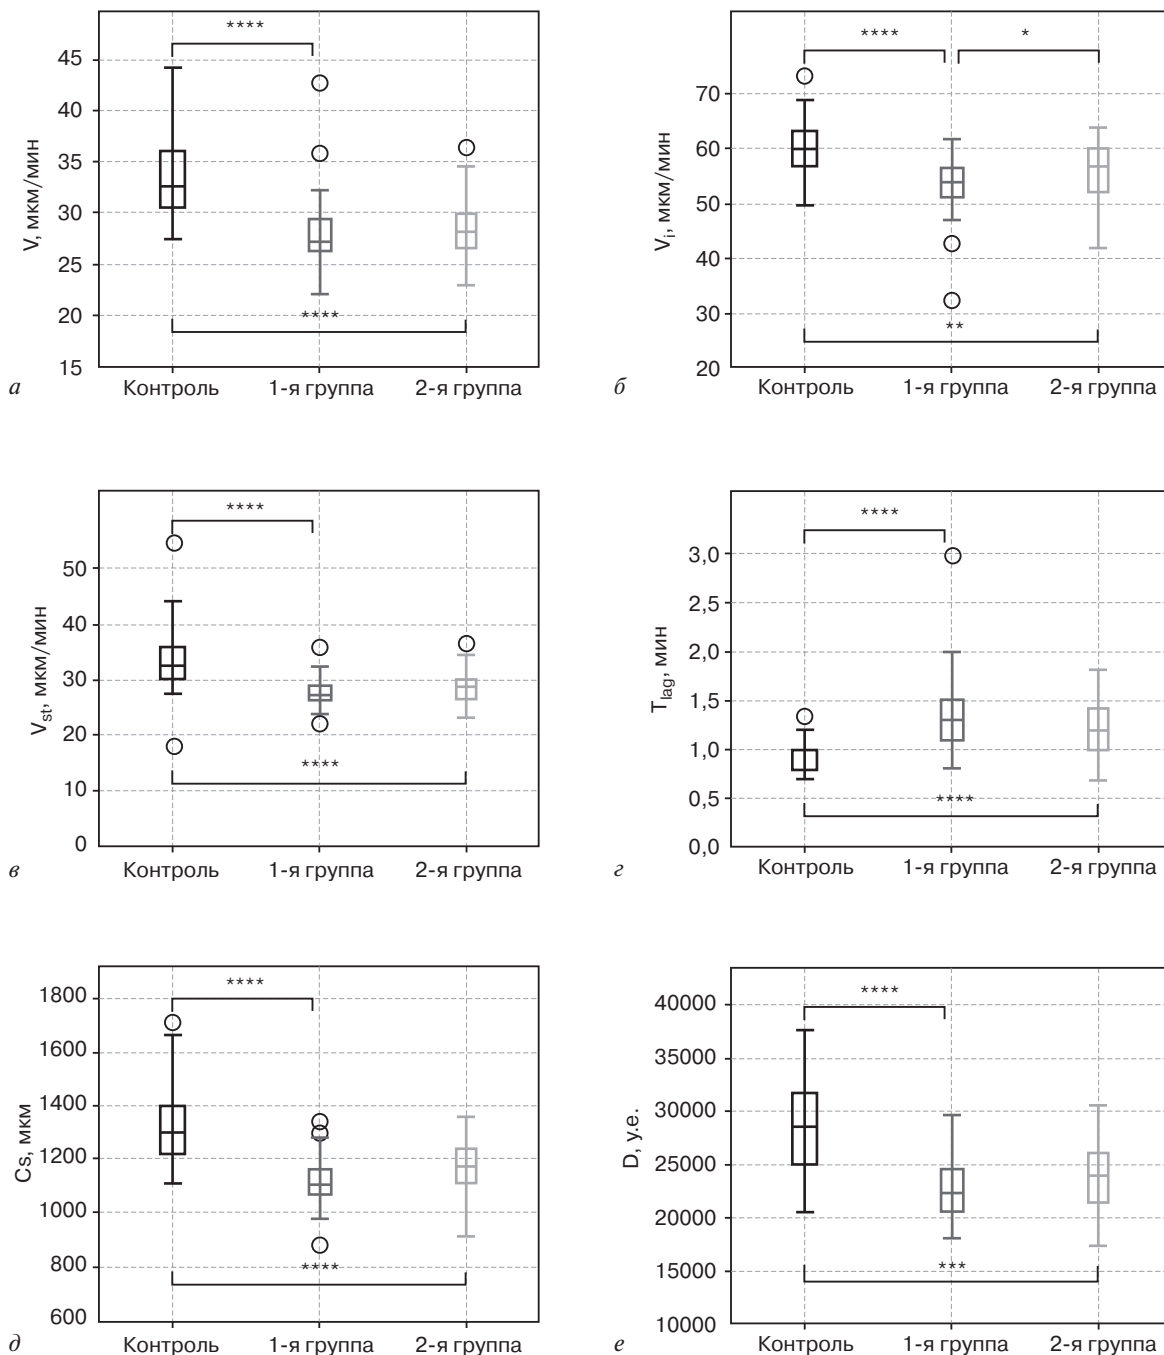 ****
45
40
35
30
25
20
15
V, мкм/мин
****
Контроль 1-я группа 2-я группа
а
**** *
70
60
50
40
30
20
V_i, мкм/мин
**
Контроль 1-я группа 2-я группа
б
****
50
40
30
20
10
0
V_st, мкм/мин
****
Контроль 1-я группа 2-я группа
в
****
3,0
2,5
2,0
1,5
1,0
0,5
0,0
T_lag, мин
****
Контроль 1-я группа 2-я группа
г
****
1800
1600
1400
1200
1000
800
600
Cs, мкм
****
Контроль 1-я группа 2-я группа
д
****
40000
35000
30000
25000
20000
15000
10000
D, у.е.
***
Контроль 1-я группа 2-я группа
е